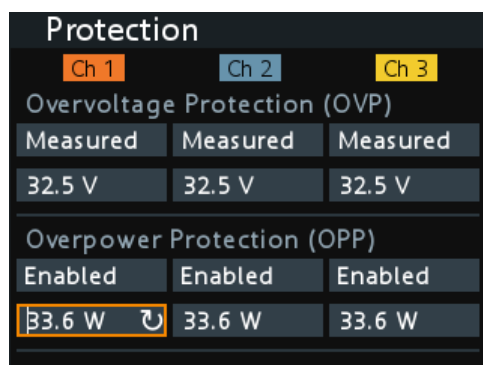 Protection
Ch 1 Ch 2 Ch 3
Overvoltage Protection (OVP)
Measured Measured Measured
32.5 V 32.5 V 32.5 V
Overpower Protection (OPP)
Enabled Enabled Enabled
33.6 W 33.6 W 33.6 W